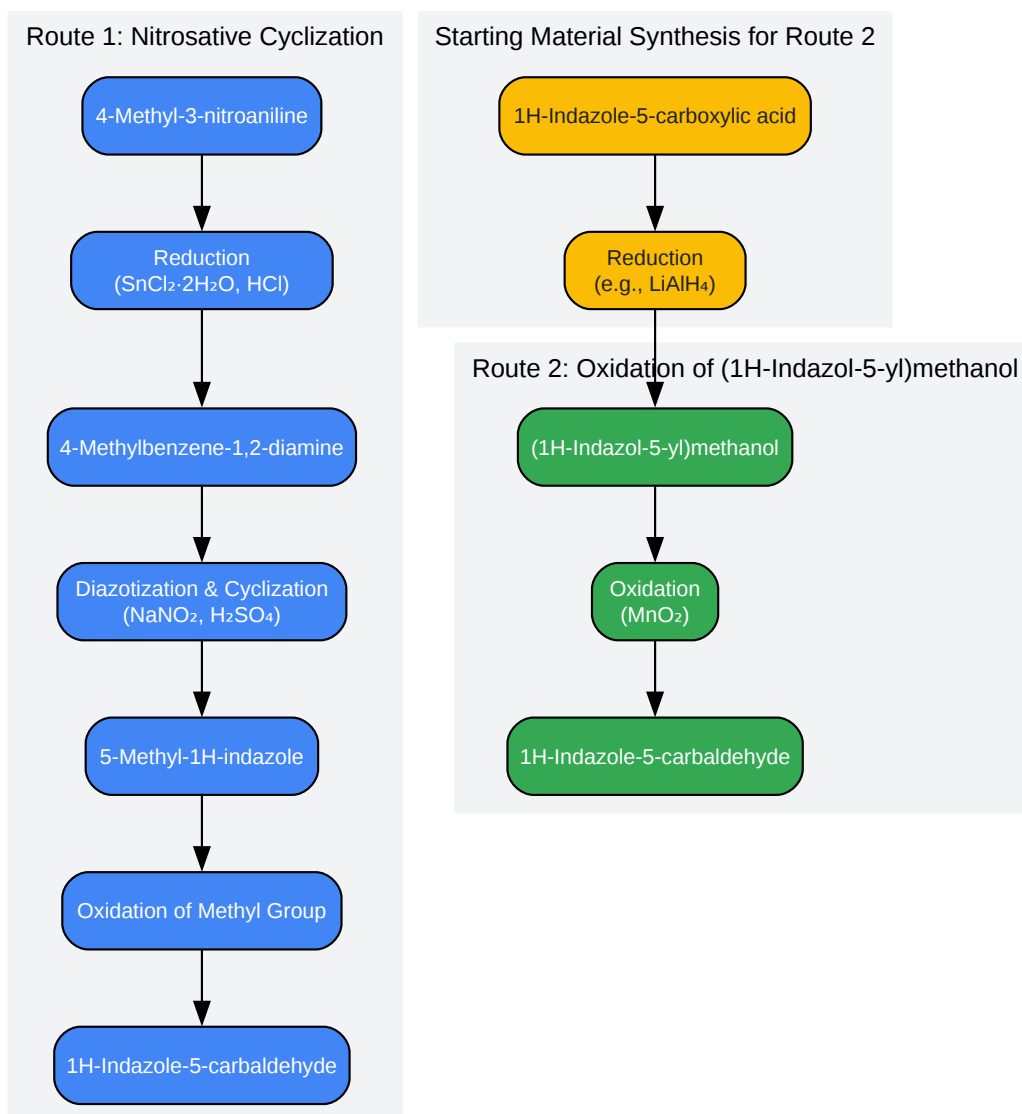 Route 1: Nitrosative Cyclization
4-Methyl-3-nitroaniline
Reduction
(SnCl₂·2H₂O, HCl)
4-Methylbenzene-1,2-diamine
Diazotization & Cyclization
(NaNO₂, H₂SO₄)
5-Methyl-1H-indazole
Oxidation of Methyl Group
1H-Indazole-5-carbaldehyde
Starting Material Synthesis for Route 2
1H-Indazole-5-carboxylic acid
Reduction
(e.g., LiAlH₄)
Route 2: Oxidation of (1H-Indazol-5-yl)methanol
(1H-Indazol-5-yl)methanol
Oxidation
(MnO₂)
1H-Indazole-5-carbaldehyde